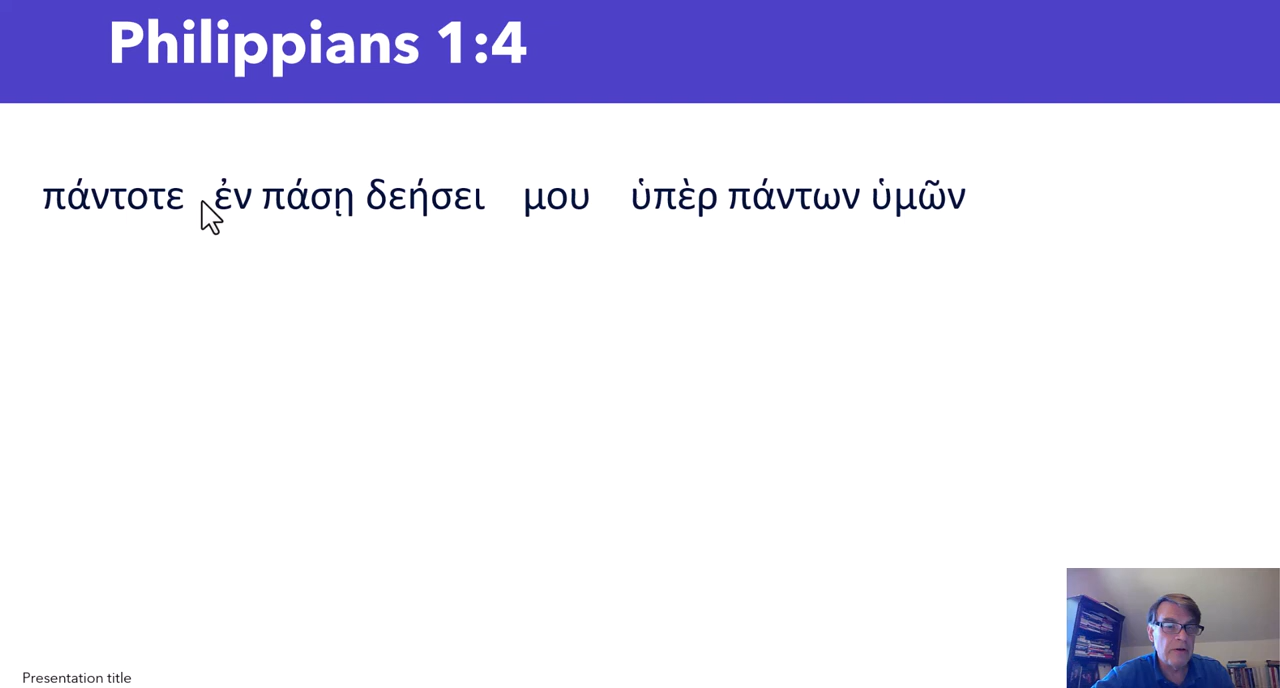 Philippians 1:4
πάντοτε ἐν πάσῃ δεήσει μου ὑπὲρ πάντων ὑμῶν
Presentation title